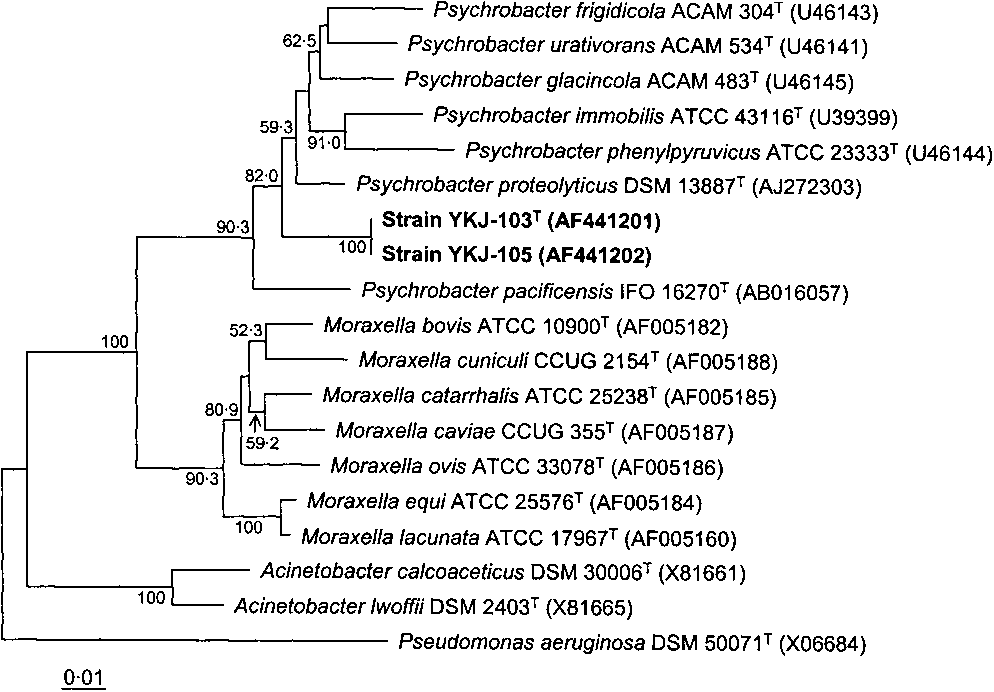 Psychrobacter frigidicola ACAM 304ᵀ (U46143)
62·5
Psychrobacter urativorans ACAM 534ᵀ (U46141)
Psychrobacter glacincola ACAM 483ᵀ (U46145)
Psychrobacter immobilis ATCC 43116ᵀ (U39399)
59·3
91·0
Psychrobacter phenylpyruvicus ATCC 23333ᵀ (U46144)
82·0
Psychrobacter proteolyticus DSM 13887ᵀ (AJ272303)
90·3
Strain YKJ-103ᵀ (AF441201)
100
Strain YKJ-105 (AF441202)
Psychrobacter pacificensis IFO 16270ᵀ (AB016057)
52·3
Moraxella bovis ATCC 10900ᵀ (AF005182)
100
Moraxella cuniculi CCUG 2154ᵀ (AF005188)
Moraxella catarrhalis ATCC 25238ᵀ (AF005185)
80·9
Moraxella caviae CCUG 355ᵀ (AF005187)
59·2
Moraxella ovis ATCC 33078ᵀ (AF005186)
90·3
Moraxella equi ATCC 25576ᵀ (AF005184)
100
Moraxella lacunata ATCC 17967ᵀ (AF005160)
Acinetobacter calcoaceticus DSM 30006ᵀ (X81661)
100
Acinetobacter lwoffii DSM 2403ᵀ (X81665)
Pseudomonas aeruginosa DSM 50071ᵀ (X06684)
0·01